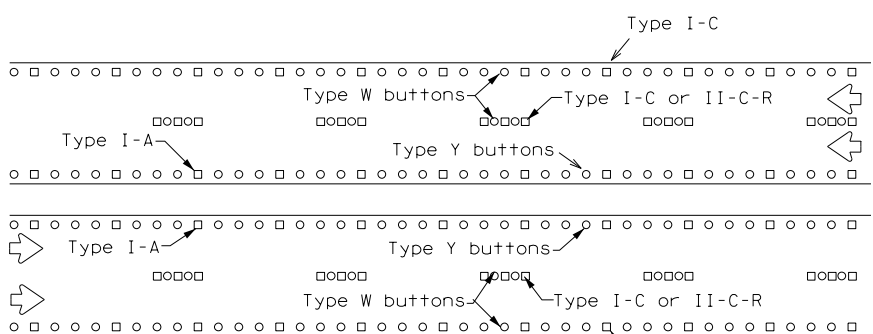 Type I-C
Type W buttons
Type I-C or II-C-R
Type I-A
Type Y buttons
Type I-A
Type Y buttons
Type W buttons
Type I-C or II-C-R